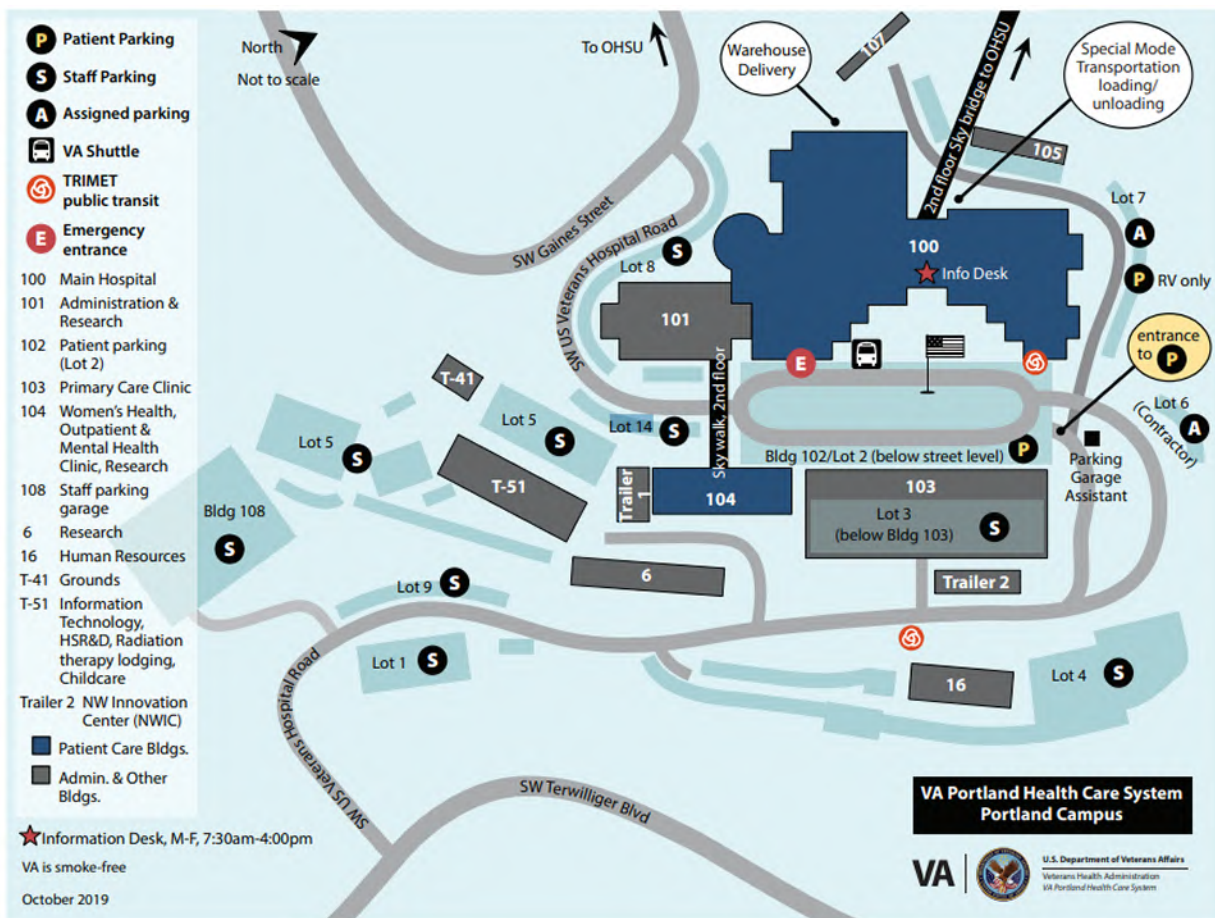 P Patient Parking
S Staff Parking
A Assigned parking
VA Shuttle
TRIMET
public transit
E Emergency
entrance
100 Main Hospital
101 Administration &
Research
102 Patient parking
(Lot 2)
103 Primary Care Clinic
104 Women's Health,
Outpatient &
Mental Health
Clinic, Research
108 Staff parking
garage
6 Research
16 Human Resources
T-41 Grounds
T-51 Information
Technology,
HSR&D, Radiation
therapy lodging,
Childcare
Trailer 2 NW Innovation
Center (NWIC)
Patient Care Bldgs.
Admin. & Other
Bldgs.
Information Desk, M-F, 7:30am-4:00pm
VA is smoke-free
October 2019
North
Not to scale
To OHSU
Warehouse
Delivery
107
2nd floor Sky bridge to OHSU
Special Mode
Transportation
loading/
unloading
105
Lot 7
A
P RV only
SW Gaines Street
SW US Veterans Hospital Road
Lot 8 S
100
Info Desk
101
entrance
to P
E
Lot 6
(Contractor)
A
T-41
Lot 5 S
Lot 5 S
Lot 14 S
Sky walk, 2nd floor
Bldg 102/Lot 2 (below street level) P
Parking
Garage
Assistant
T-51
Trailer
1
104
103
Lot 3
(below Bldg 103)
S
Bldg 108
S
6
Trailer 2
Lot 9 S
Lot 1 S
16
Lot 4 S
SW US Veterans Hospital Road
SW Terwilliger Blvd
VA Portland Health Care System
Portland Campus
VA
U.S. Department of Veterans Affairs
Veterans Health Administration
VA Portland Health Care System